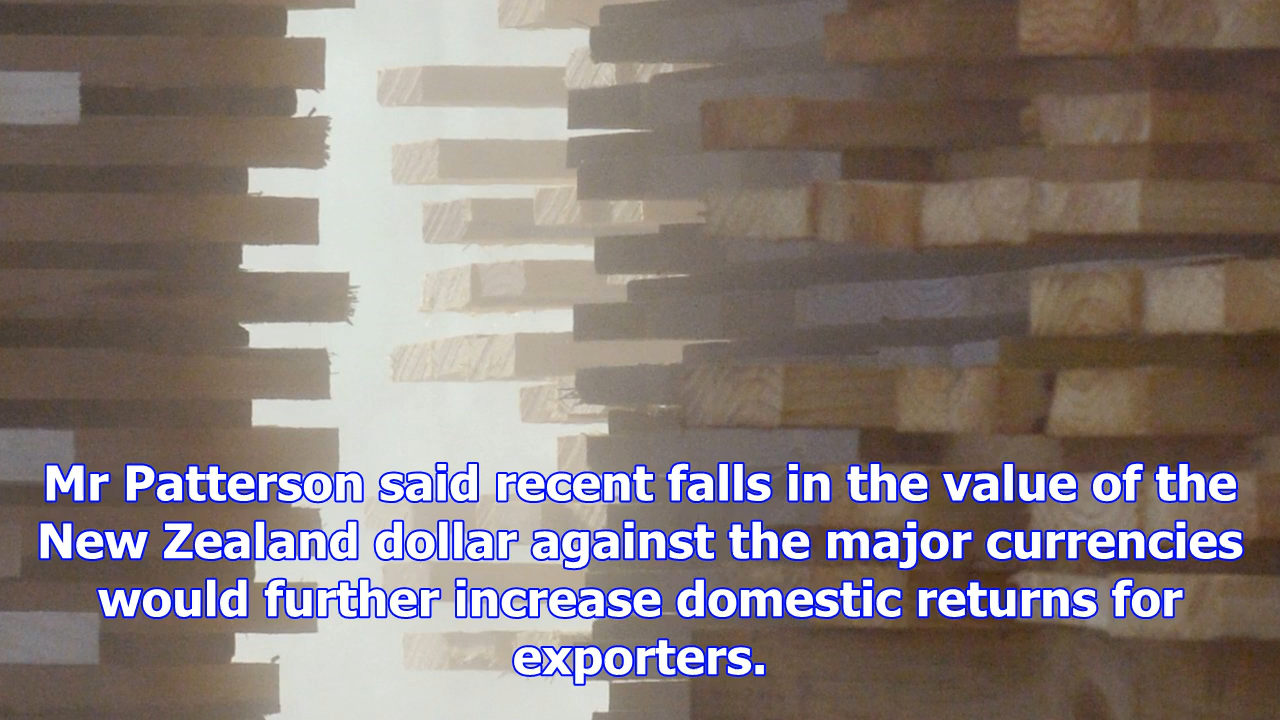 Mr Patterson said recent falls in the value of the
New Zealand dollar against the major currencies
would further increase domestic returns for
exporters.